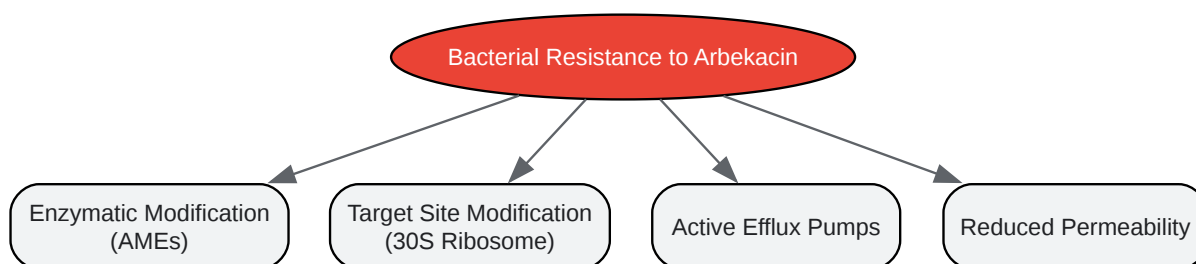 Bacterial Resistance to Arbekacin
Enzymatic Modification
(AMEs)
Target Site Modification
(30S Ribosome)
Active Efflux Pumps
Reduced Permeability